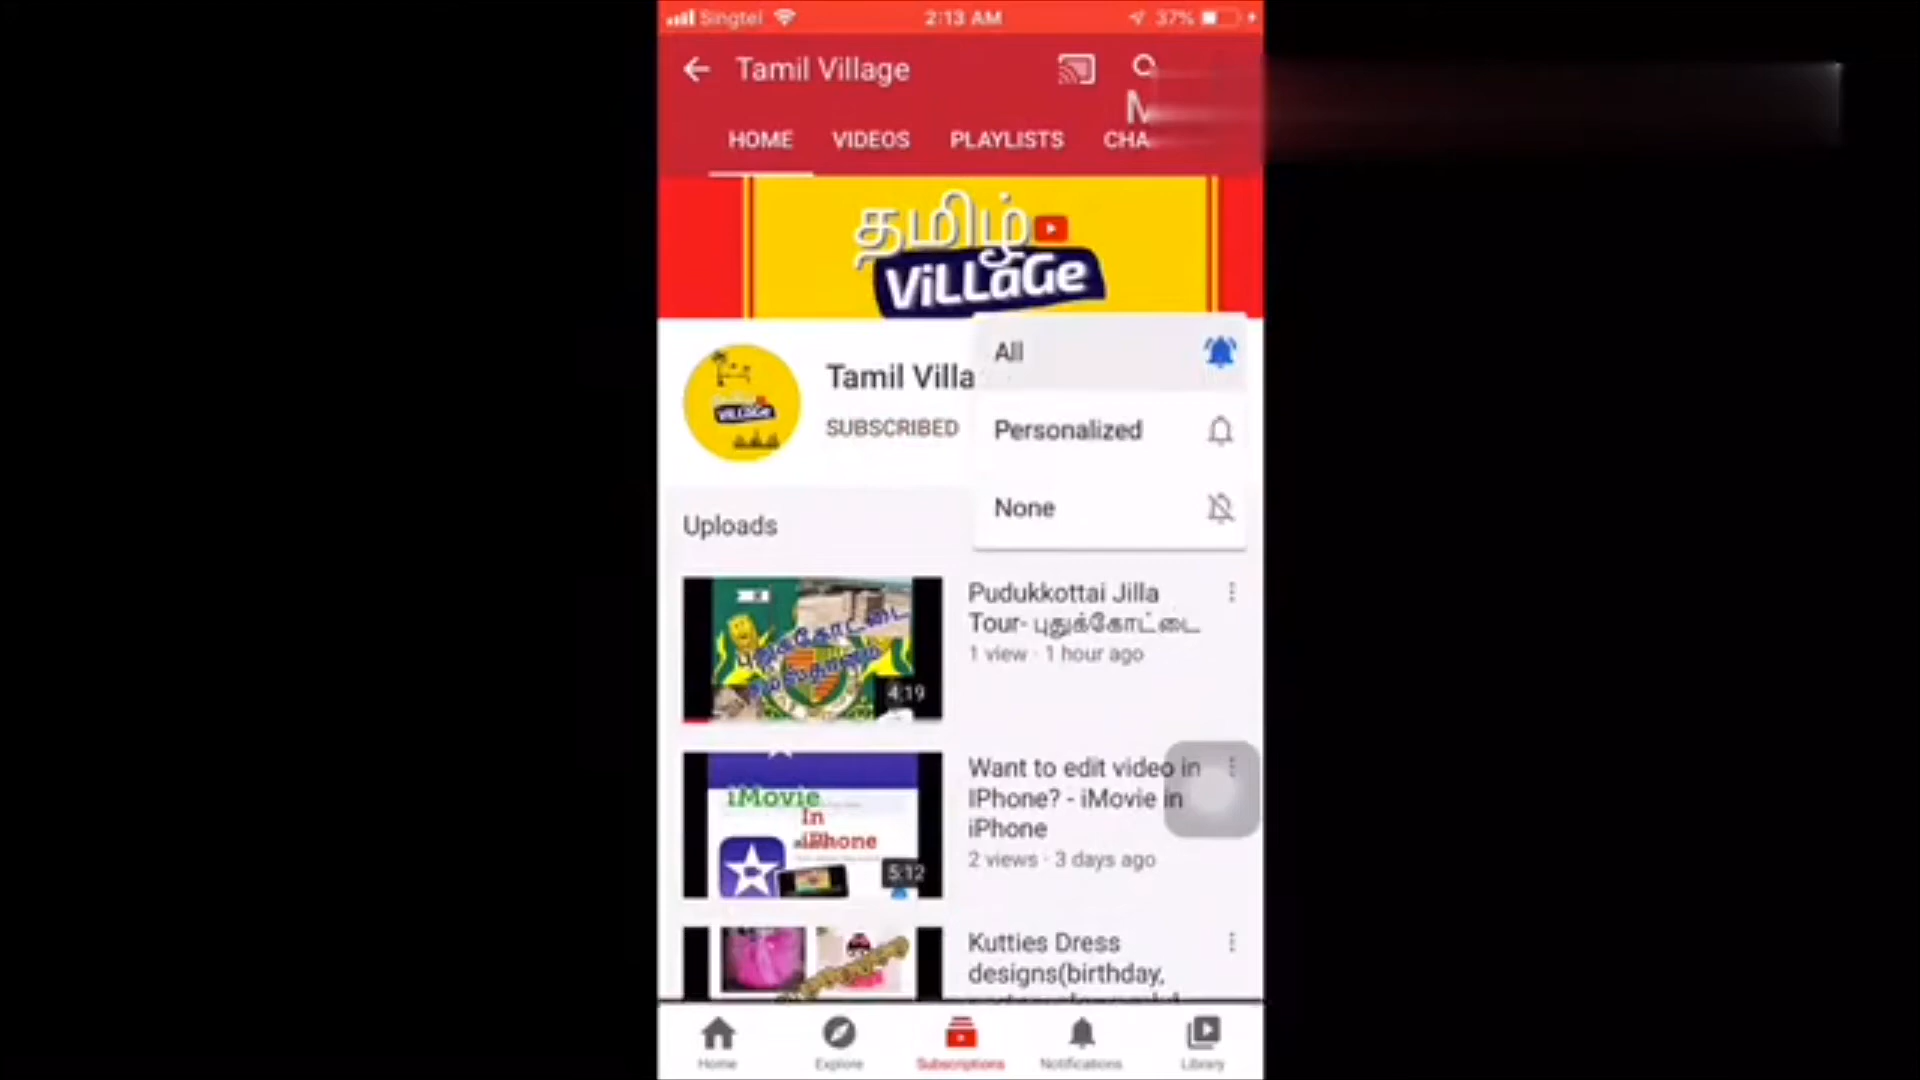 Singtel
2:13 AM
37%
Tamil Village
HOME VIDEOS PLAYLISTS CHA
தமிழ்
ViLLaGe
Tamil Villa
SUBSCRIBED
All
Personalized
None
Uploads
ViLLaGe
புதுக்கோட்டை
4:19
Pudukkottai Jilla
Tour- புதுக்கோட்டை
1 view · 1 hour ago
iMovie
In
iPhone
5:12
Want to edit video in
IPhone? - iMovie in
iPhone
2 views · 3 days ago
Kutties Dress
designs(birthday,
Home Explore Subscriptions Notifications Library